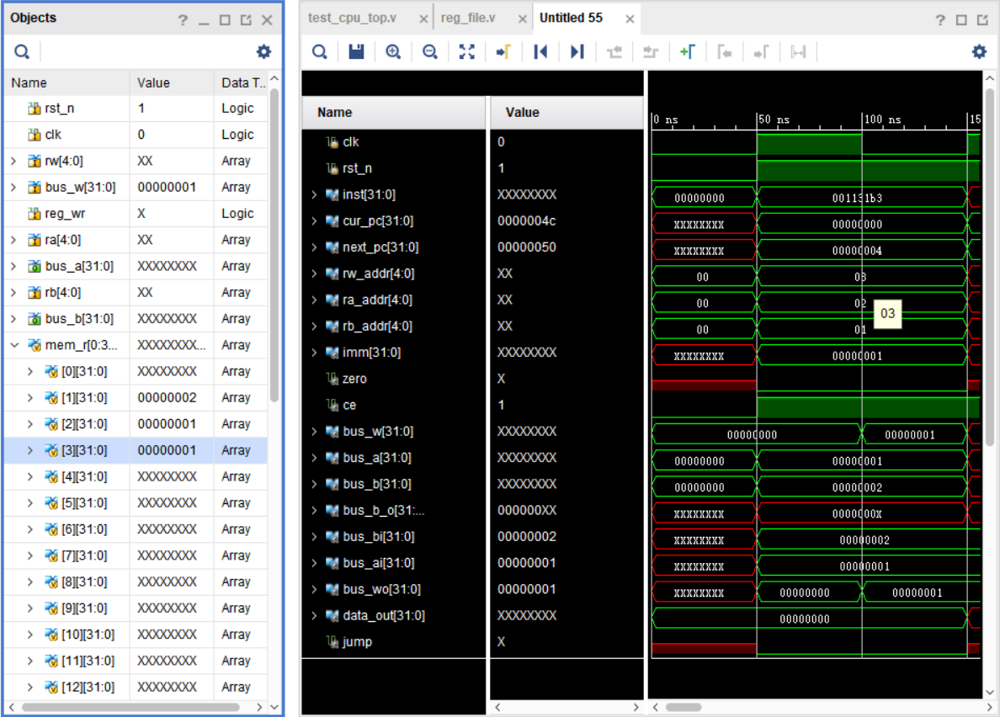 Objects
Name Value Data T..
rst_n 1 Logic
clk 0 Logic
rw[4:0] XX Array
bus_w[31:0] 00000001 Array
reg_wr X Logic
ra[4:0] XX Array
bus_a[31:0] XXXXXXXX Array
rb[4:0] XX Array
bus_b[31:0] XXXXXXXX Array
mem_r[0:3... XXXXXXXX... Array
[0][31:0] XXXXXXXX Array
[1][31:0] 00000002 Array
[2][31:0] 00000001 Array
[3][31:0] 00000001 Array
[4][31:0] XXXXXXXX Array
[5][31:0] XXXXXXXX Array
[6][31:0] XXXXXXXX Array
[7][31:0] XXXXXXXX Array
[8][31:0] XXXXXXXX Array
[9][31:0] XXXXXXXX Array
[10][31:0] XXXXXXXX Array
[11][31:0] XXXXXXXX Array
[12][31:0] XXXXXXXX Array
test_cpu_top.v reg_file.v Untitled 55
Name Value
0 ns 50 ns 100 ns 15
clk 0
rst_n 1
inst[31:0] XXXXXXXX 00000000 001131b3
cur_pc[31:0] 0000004c XXXXXXXX 00000000
next_pc[31:0] 00000050 XXXXXXXX 00000004
rw_addr[4:0] XX 00 03
ra_addr[4:0] XX 00 02
03
rb_addr[4:0] XX 00 01
imm[31:0] XXXXXXXX XXXXXXXX 00000001
zero X
ce 1
bus_w[31:0] XXXXXXXX 00000000 00000001
bus_a[31:0] XXXXXXXX 00000000 00000001
bus_b[31:0] XXXXXXXX 00000000 00000002
bus_b_o[31:... 000000XX XXXXXXXX 0000000X
bus_bi[31:0] 00000002 XXXXXXXX 00000002
bus_ai[31:0] 00000001 XXXXXXXX 00000001
bus_wo[31:0] 00000001 XXXXXXXX 00000000 00000001
data_out[31:0] XXXXXXXX 00000000
jump X